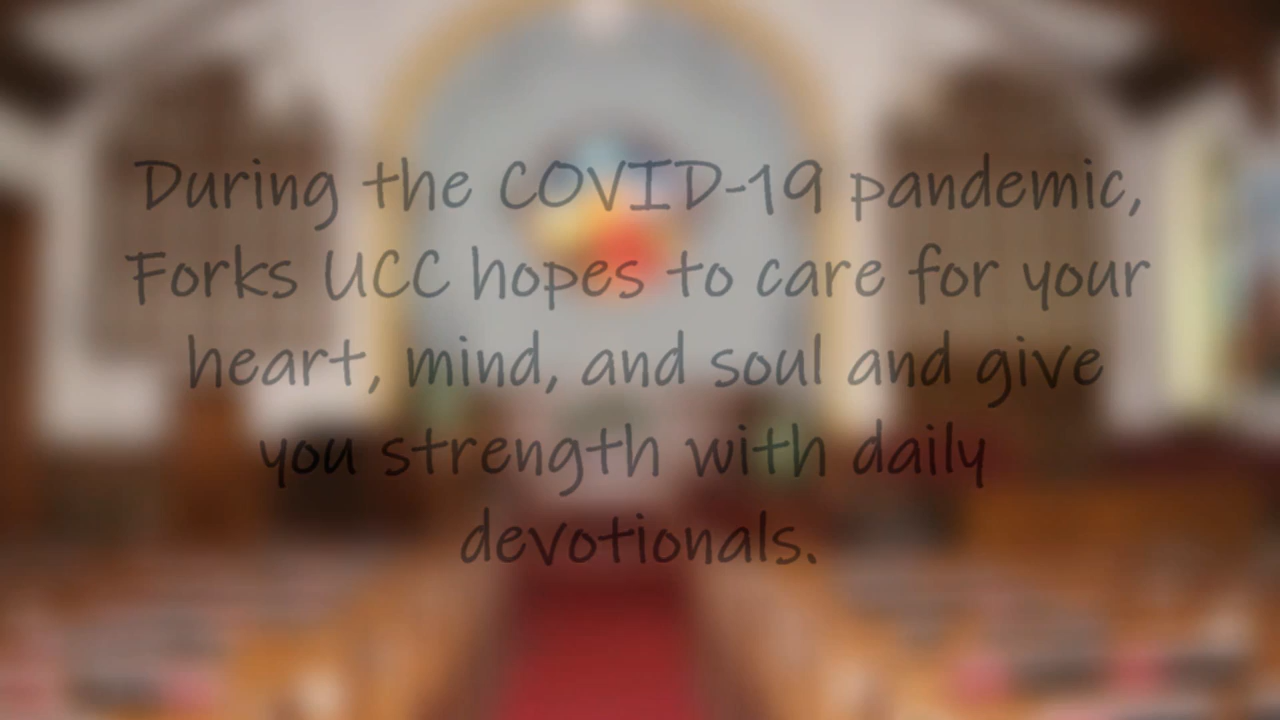 During the COVID-19 pandemic,
Forks UCC hopes to care for your
heart, mind, and soul and give
you strength with daily
devotionals.